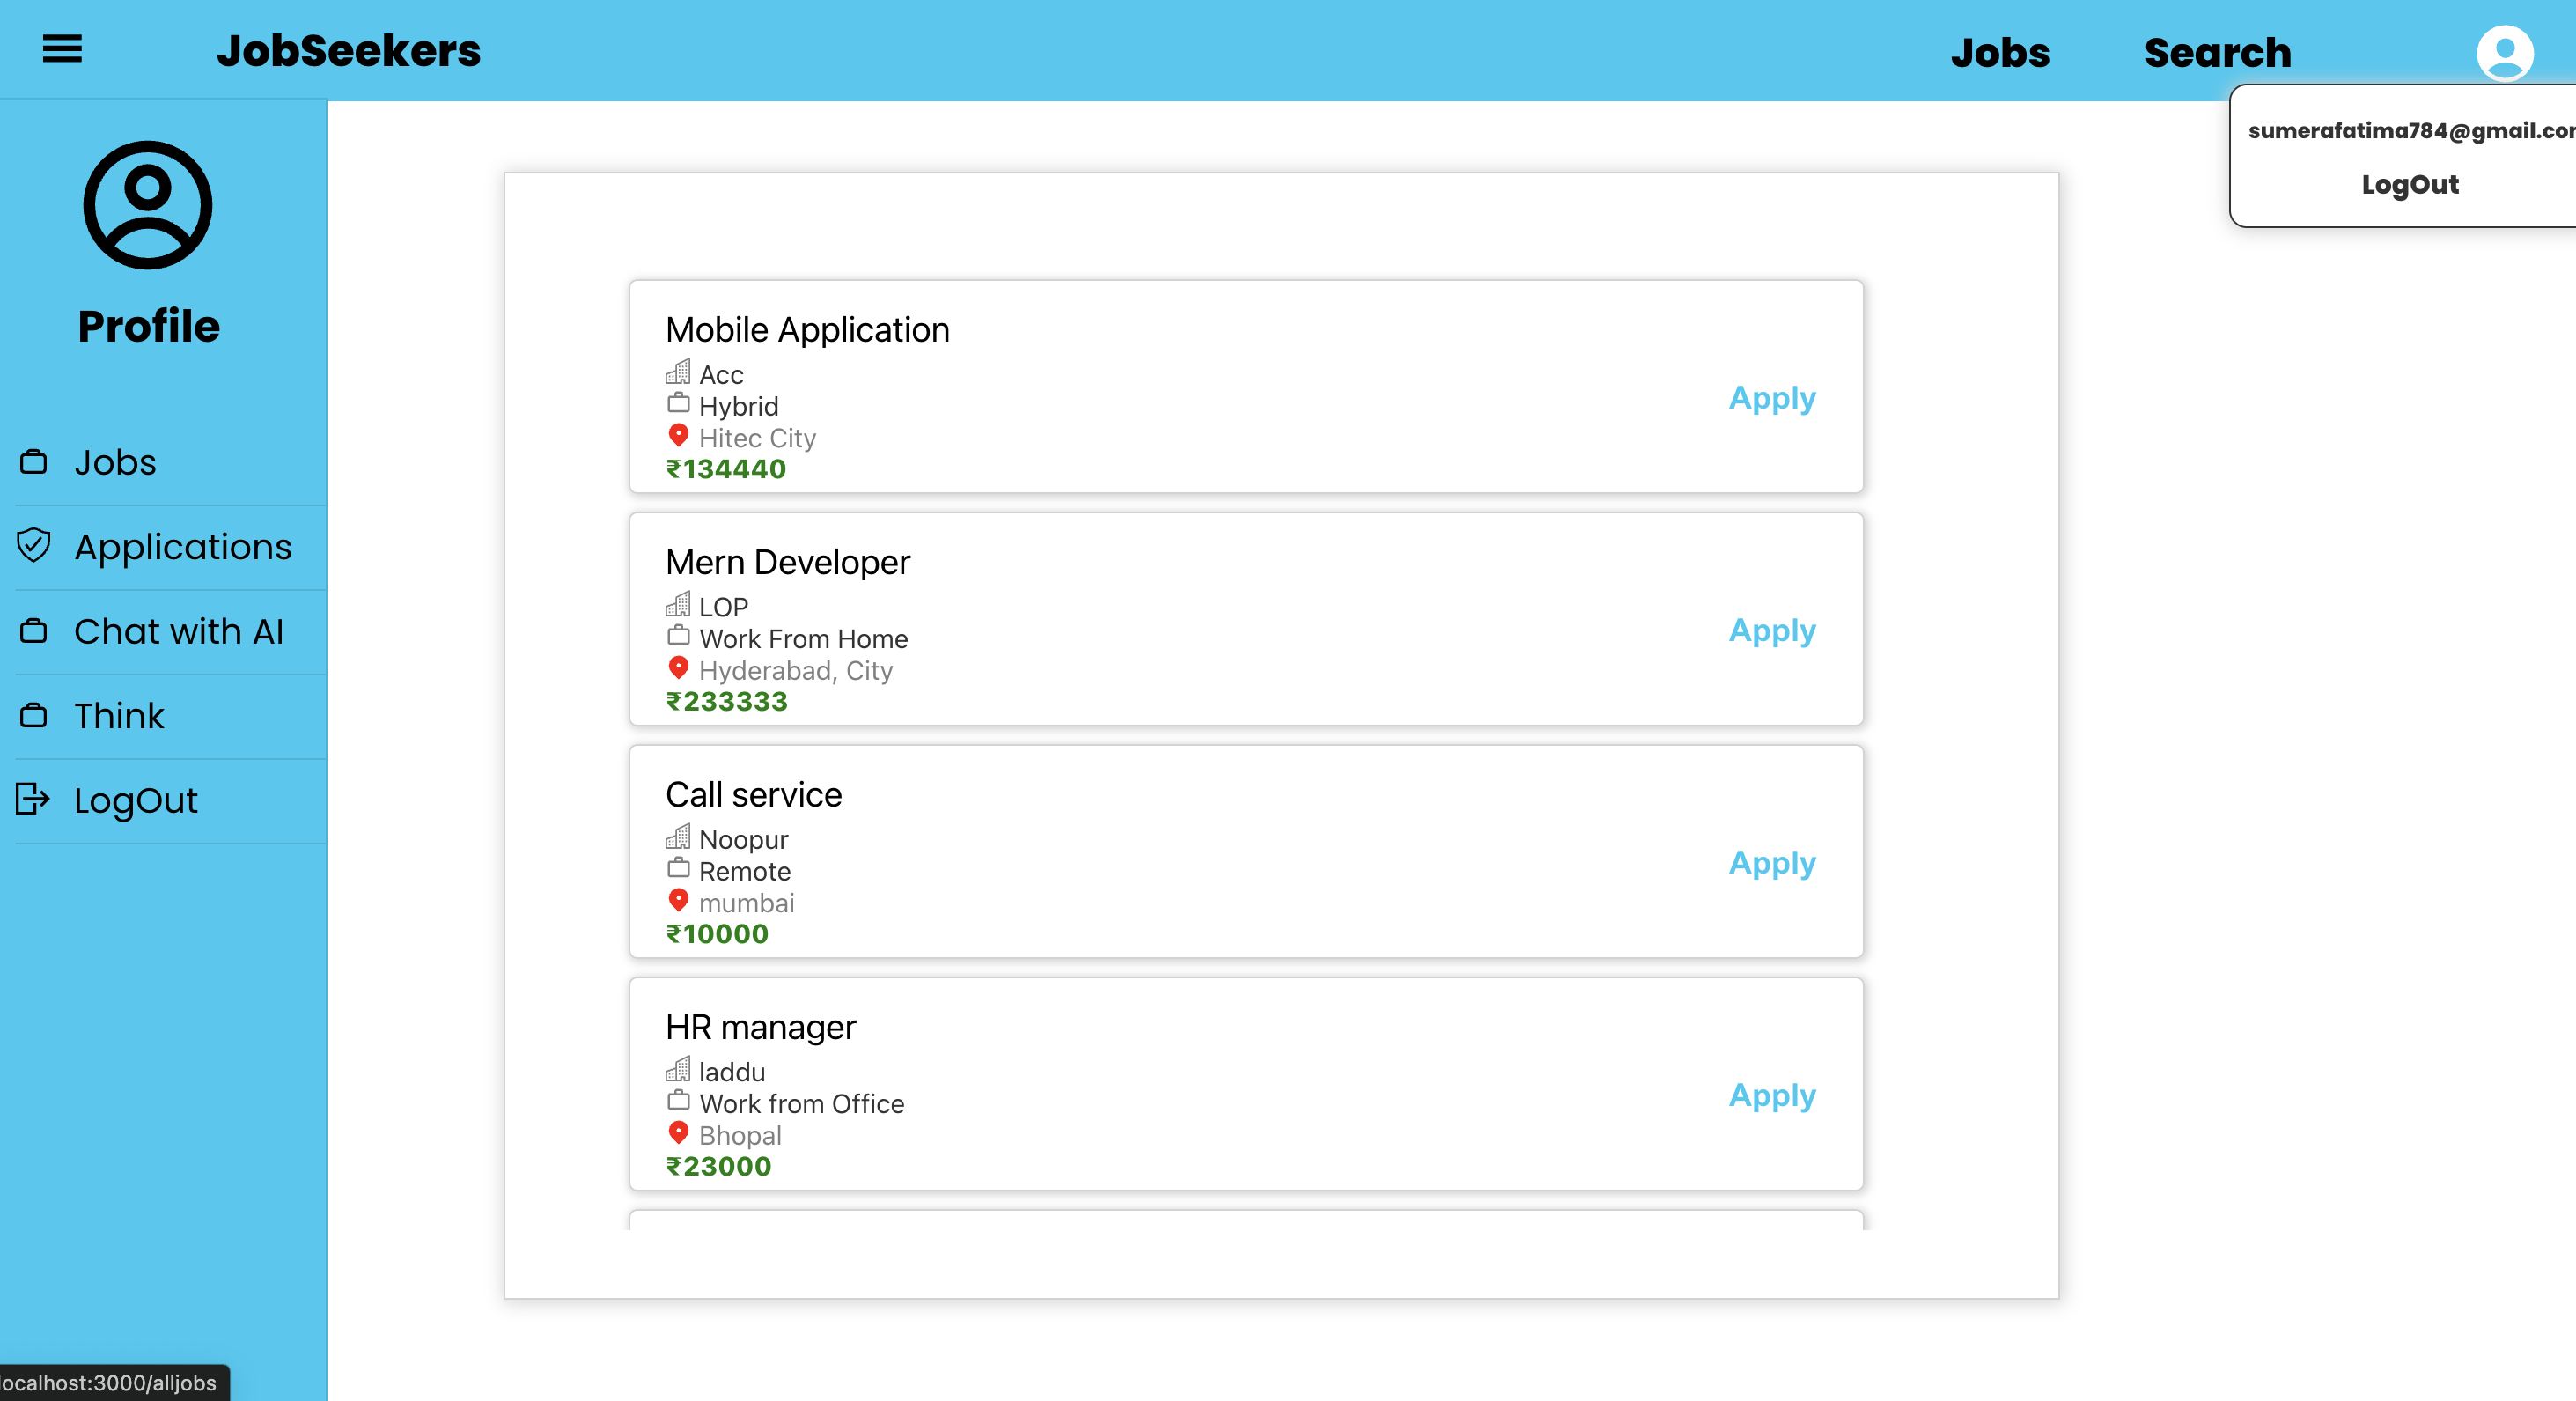 JobSeekers
Jobs
Search
sumerafatima784@gmail.co
LogOut
Profile
Jobs
Applications
Chat with AI
Think
LogOut
Mobile Application
Acc
Hybrid
Hitec City
₹134440
Apply
Mern Developer
LOP
Work From Home
Hyderabad, City
₹233333
Apply
Call service
Noopur
Remote
mumbai
₹10000
Apply
HR manager
laddu
Work from Office
Bhopal
₹23000
Apply
localhost:3000/alljobs